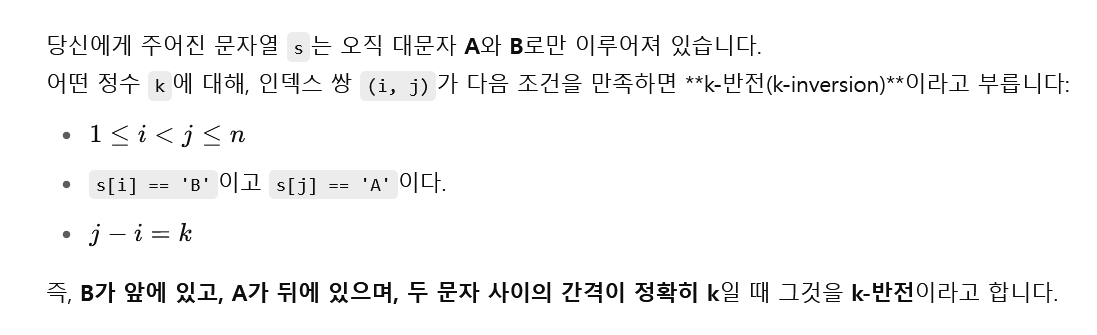 당신에게 주어진 문자열 s는 오직 대문자 A와 B로만 이루어져 있습니다.
어떤 정수 k에 대해, 인덱스 쌍 (i, j)가 다음 조건을 만족하면 **k-반전(k-inversion)**이라고 부릅니다:
• 1 ≤ i < j ≤ n
• s[i] == 'B'이고 s[j] == 'A'이다.
• j − i = k
즉, B가 앞에 있고, A가 뒤에 있으며, 두 문자 사이의 간격이 정확히 k일 때 그것을 k-반전이라고 합니다.